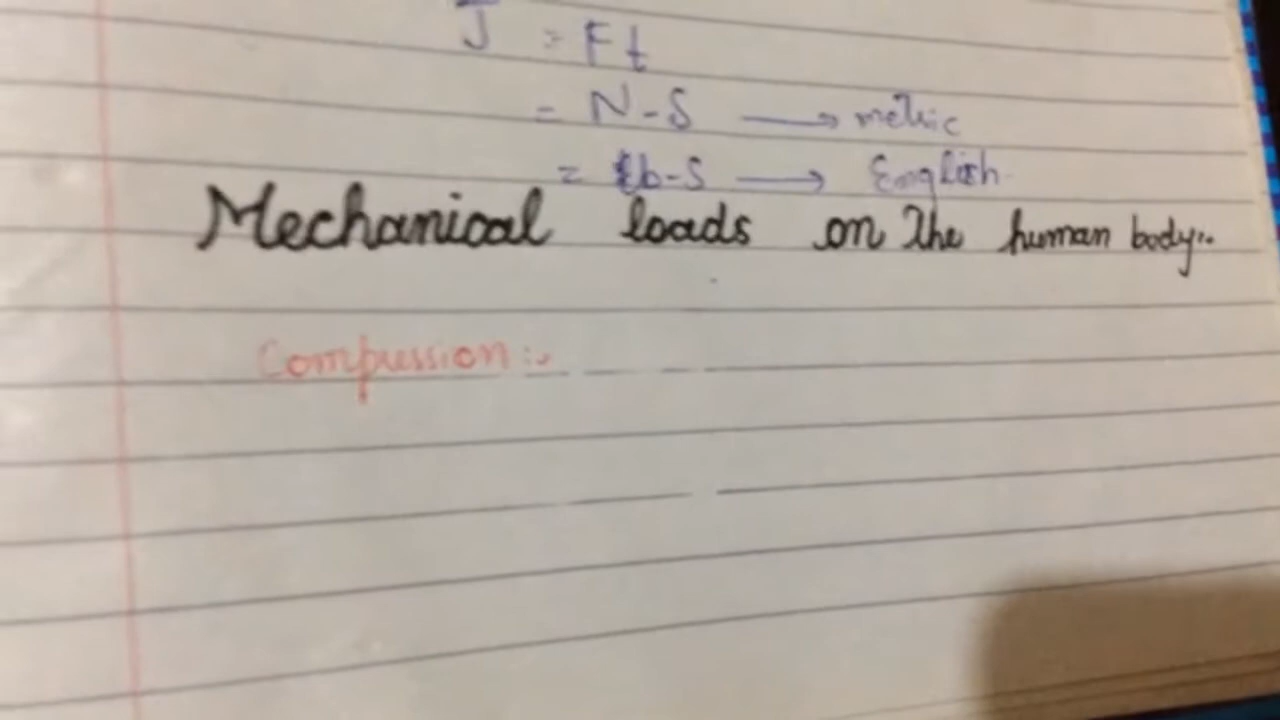 J = Ft
= N-S → metric
= lb-S → English
Mechanical loads on the human body:.
Compression:.